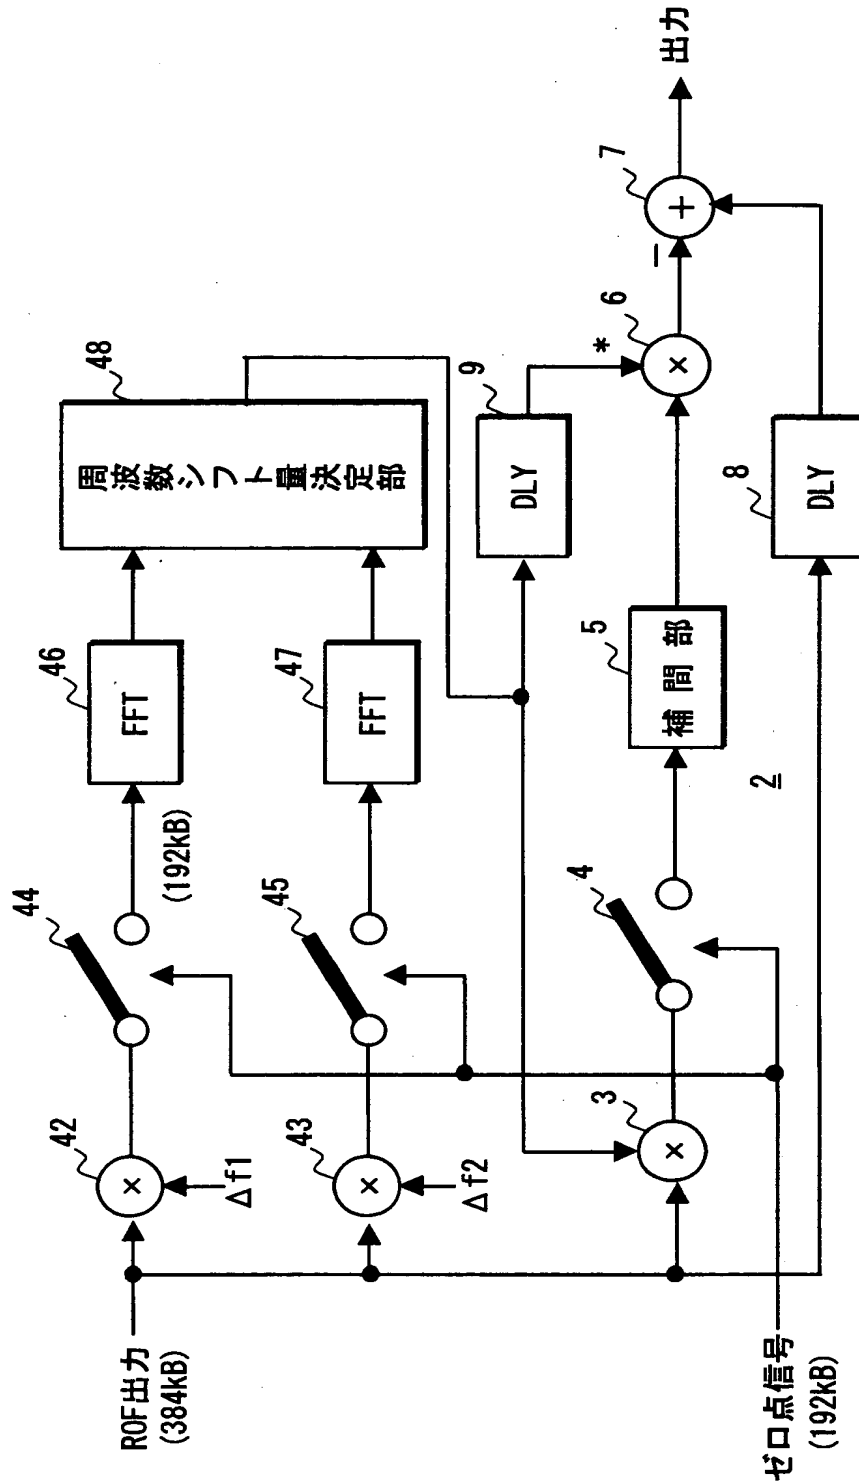 ROF出力
(384kB)
42
×
Δf1
44
(192kB)
46
FFT
48
周波数シフト量決定部
43
×
Δf2
45
47
FFT
9
DLY
3
×
4
5
補間部
*
6
×
−
7
+
出力
2
8
DLY
ゼロ点信号
(192kB)